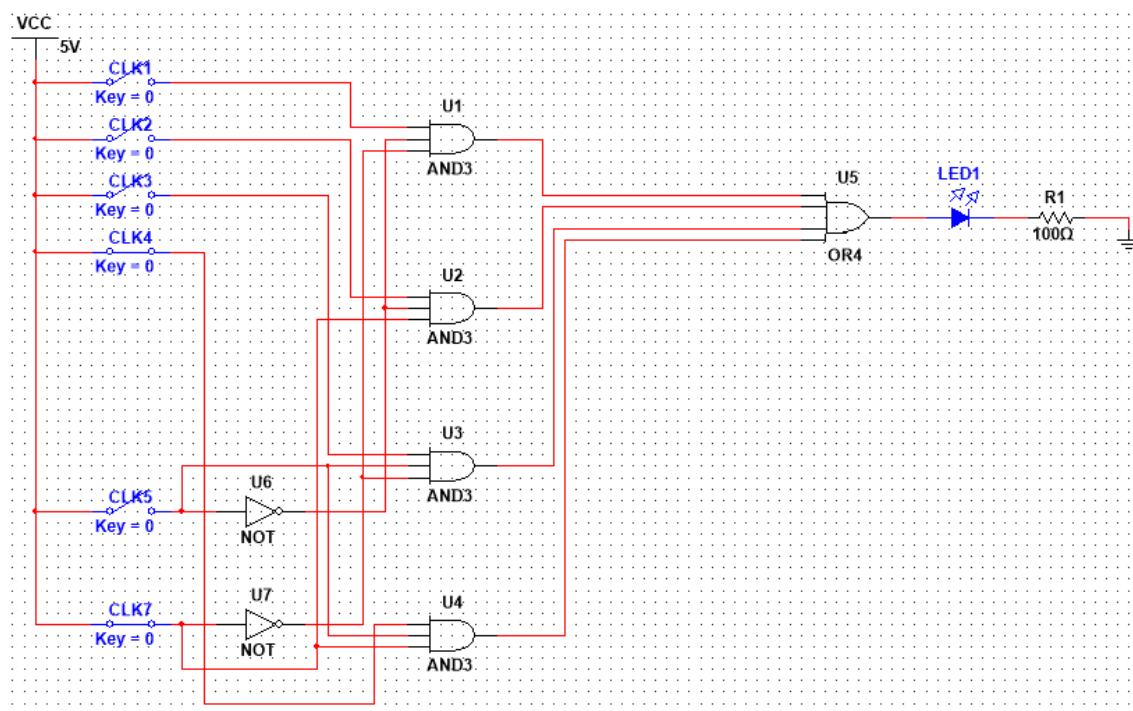 VCC
5V
CLK1
Key = 0
CLK2
Key = 0
CLK3
Key = 0
CLK4
Key = 0
U1
AND3
U5
OR4
LED1
R1
100Ω
U2
AND3
U3
AND3
CLK5
Key = 0
U6
NOT
CLK7
Key = 0
U7
NOT
U4
AND3